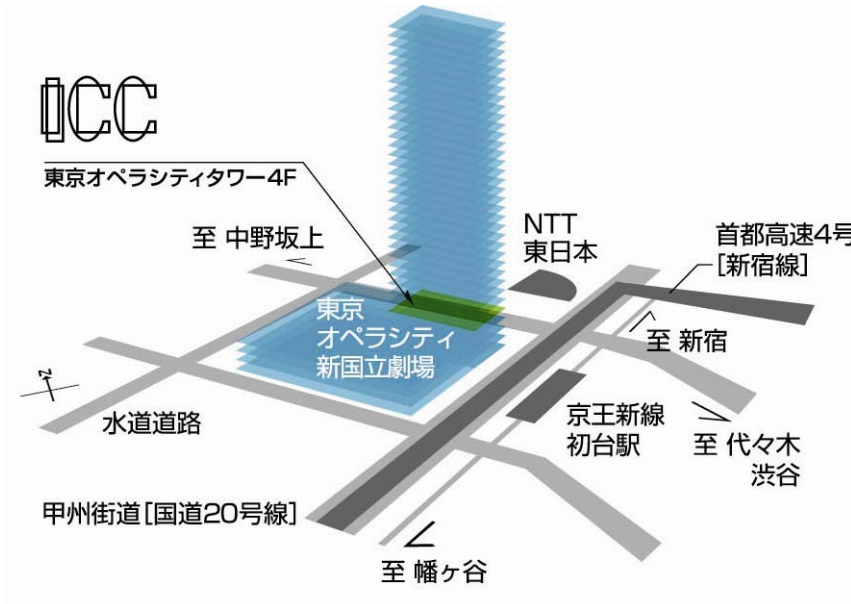 ICC
東京オペラシティタワー4F
至 中野坂上
NTT
東日本
首都高速4号
[新宿線]
東京
オペラシティ
新国立劇場
至 新宿
N
水道道路
京王新線
初台駅
至 代々木
渋谷
甲州街道[国道20号線]
至 幡ヶ谷